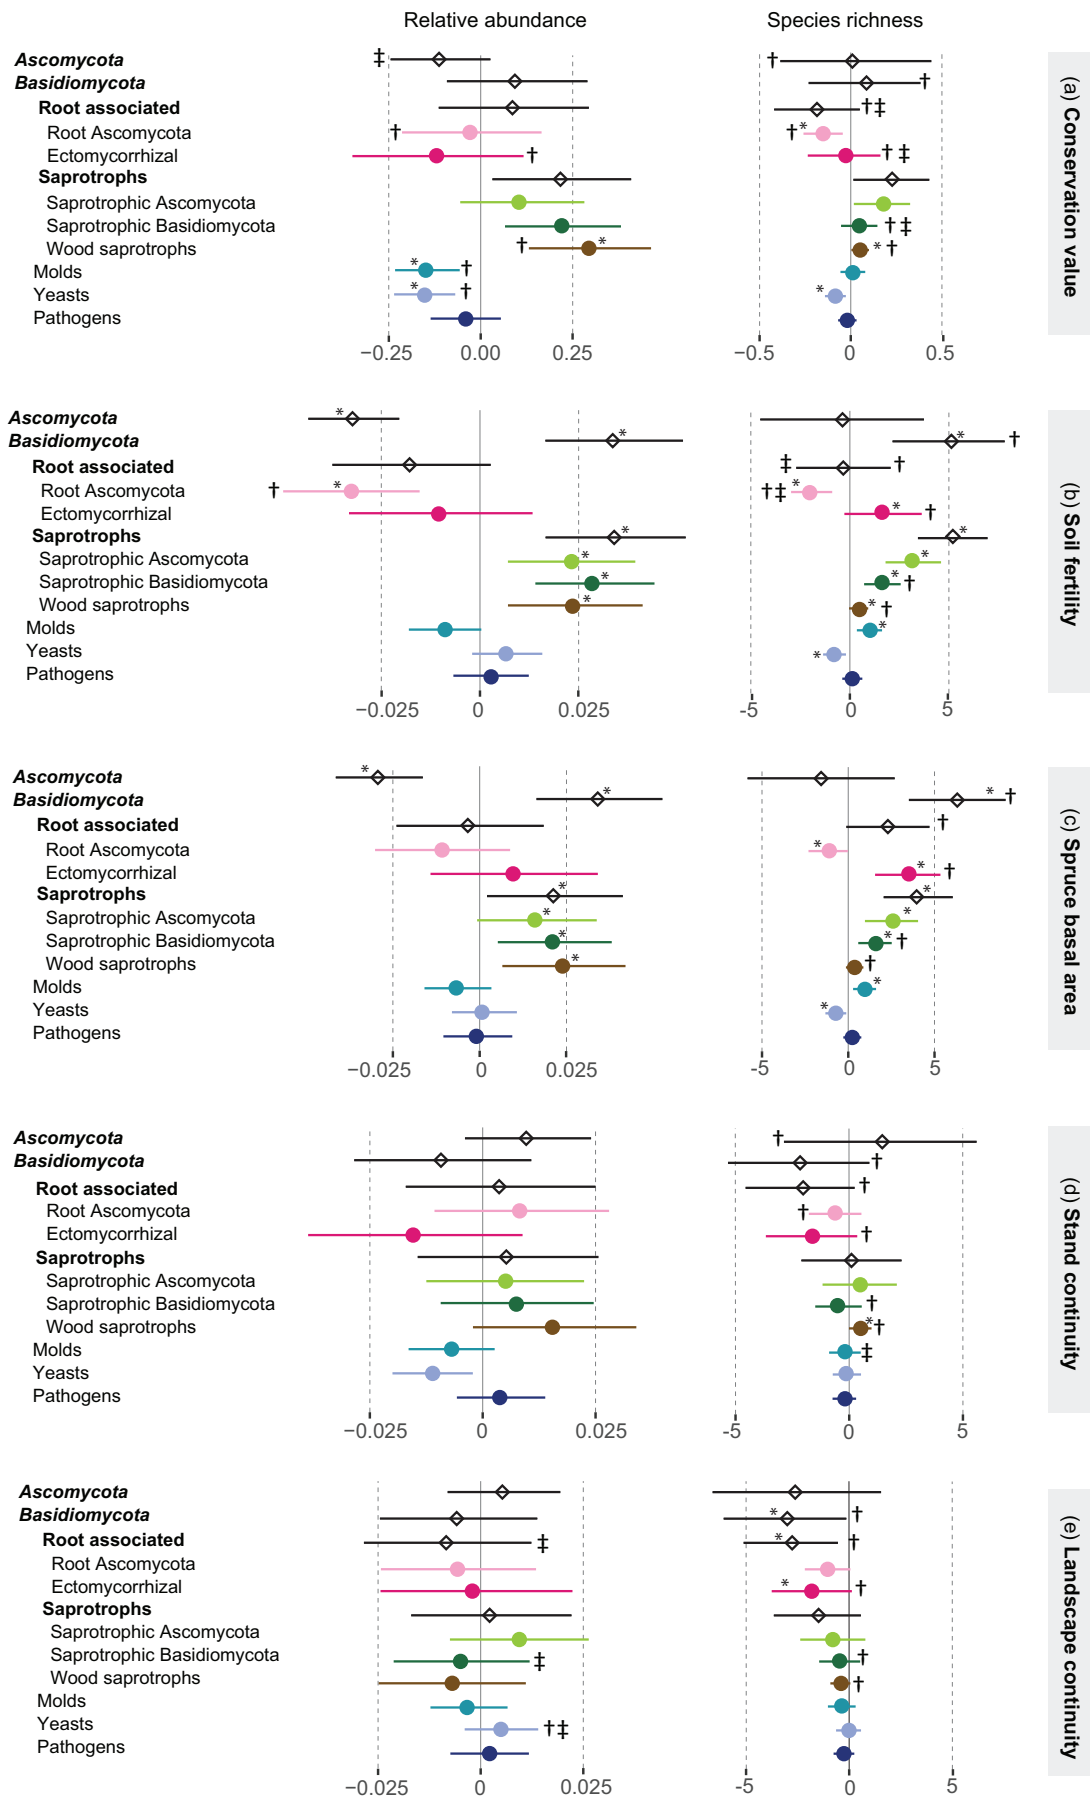 Relative abundance
Species richness
(a) Conservation value
Ascomycota ‡ †
Basidiomycota †
Root associated †‡
Root Ascomycota † † *
Ectomycorrhizal † † ‡
Saprotrophs
Saprotrophic Ascomycota
Saprotrophic Basidiomycota † ‡
Wood saprotrophs † * * †
Molds * †
Yeasts * † *
Pathogens
−0.25 0.00 0.25 −0.5 0 0.5
(b) Soil fertility
Ascomycota *
Basidiomycota * * †
Root associated ‡ †
Root Ascomycota † * †‡ *
Ectomycorrhizal * †
Saprotrophs * *
Saprotrophic Ascomycota * *
Saprotrophic Basidiomycota * * †
Wood saprotrophs * * †
Molds *
Yeasts *
Pathogens
−0.025 0 0.025 -5 0 5
(c) Spruce basal area
Ascomycota *
Basidiomycota * * †
Root associated †
Root Ascomycota *
Ectomycorrhizal * †
Saprotrophs * *
Saprotrophic Ascomycota * *
Saprotrophic Basidiomycota * * †
Wood saprotrophs * †
Molds *
Yeasts *
Pathogens
−0.025 0 0.025 -5 0 5
(d) Stand continuity
Ascomycota †
Basidiomycota †
Root associated †
Root Ascomycota †
Ectomycorrhizal †
Saprotrophs
Saprotrophic Ascomycota
Saprotrophic Basidiomycota †
Wood saprotrophs * †
Molds ‡
Yeasts
Pathogens
−0.025 0 0.025 -5 0 5
(e) Landscape continuity
Ascomycota
Basidiomycota * †
Root associated ‡ * †
Root Ascomycota
Ectomycorrhizal * †
Saprotrophs
Saprotrophic Ascomycota
Saprotrophic Basidiomycota ‡ †
Wood saprotrophs †
Molds
Yeasts †‡
Pathogens
−0.025 0 0.025 -5 0 5